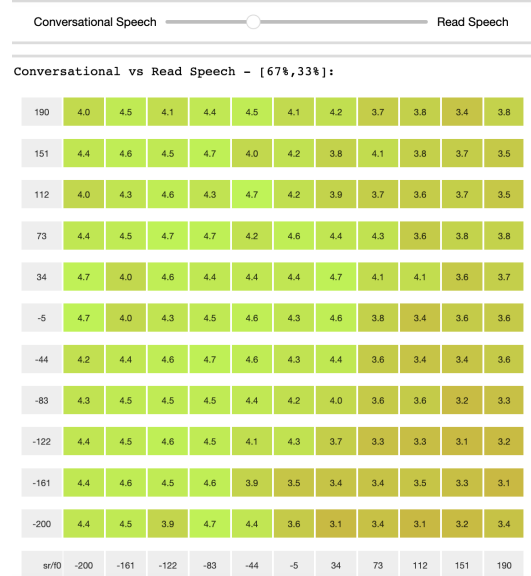 Conversational Speech Read Speech
Conversational vs Read Speech - [67%,33%]:
190 4.0 4.5 4.1 4.4 4.5 4.1 4.2 3.7 3.8 3.4 3.8
151 4.4 4.6 4.5 4.7 4.0 4.2 3.8 4.1 3.8 3.7 3.5
112 4.0 4.3 4.6 4.3 4.7 4.2 3.9 3.7 3.6 3.7 3.5
73 4.4 4.5 4.7 4.7 4.2 4.6 4.4 4.3 3.6 3.8 3.8
34 4.7 4.0 4.6 4.4 4.4 4.4 4.7 4.1 4.1 3.6 3.7
-5 4.7 4.0 4.3 4.5 4.6 4.3 4.6 3.8 3.4 3.6 3.6
-44 4.2 4.4 4.6 4.7 4.6 4.3 4.4 3.6 3.4 3.4 3.6
-83 4.3 4.5 4.5 4.5 4.4 4.2 4.0 3.6 3.6 3.2 3.3
-122 4.4 4.5 4.6 4.5 4.1 4.3 3.7 3.3 3.3 3.1 3.2
-161 4.4 4.6 4.5 4.6 3.9 3.5 3.4 3.4 3.5 3.3 3.1
-200 4.4 4.5 3.9 4.7 4.4 3.6 3.1 3.4 3.1 3.2 3.4
sr/f0 -200 -161 -122 -83 -44 -5 34 73 112 151 190